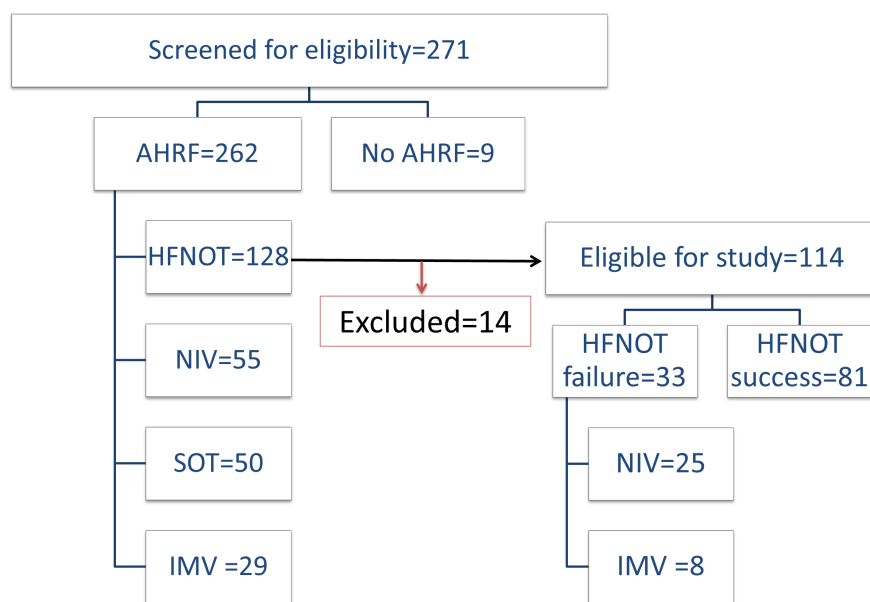 Screened for eligibility=271
AHRF=262
No AHRF=9
HFNOT=128
Eligible for study=114
Excluded=14
HFNOT
failure=33
HFNOT
success=81
NIV=55
SOT=50
NIV=25
IMV =29
IMV =8